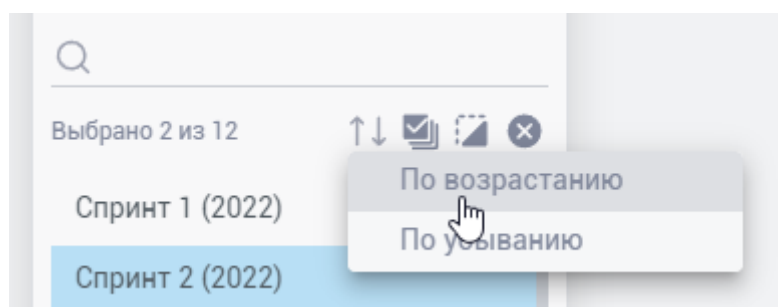 Выбрано 2 из 12
По возрастанию
Спринт 1 (2022)
По убыванию
Спринт 2 (2022)